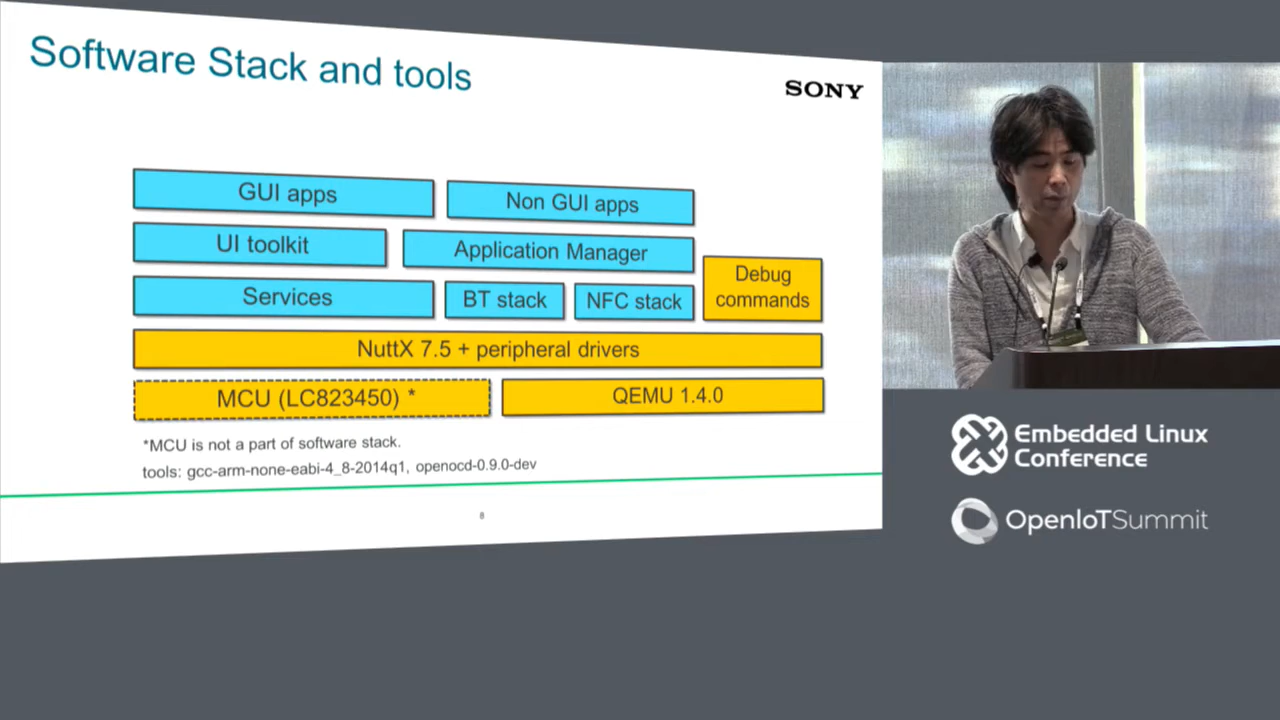 Software Stack and tools
SONY
GUI apps
Non GUI apps
UI toolkit
Application Manager
Debug
commands
Services
BT stack
NFC stack
NuttX 7.5 + peripheral drivers
MCU (LC823450) *
QEMU 1.4.0
*MCU is not a part of software stack.
tools: gcc-arm-none-eabi-4_8-2014q1, openocd-0.9.0-dev
8
Embedded Linux
Conference
OpenIoTSummit